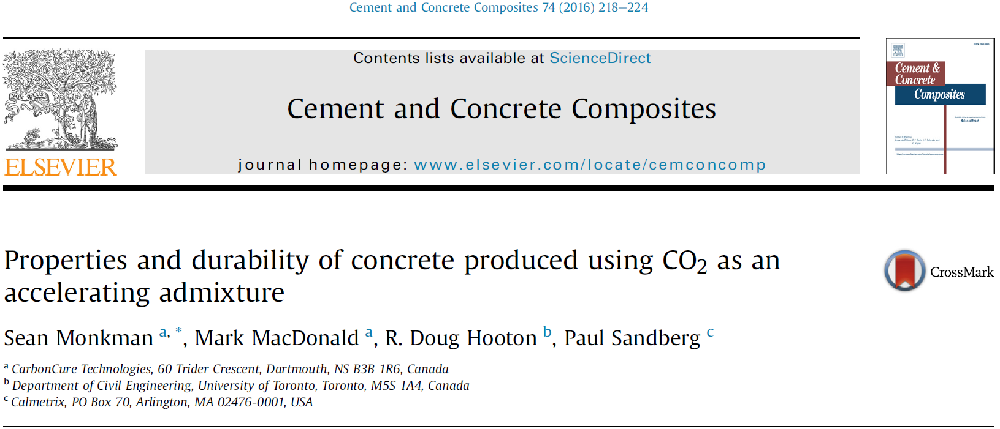 Cement and Concrete Composites 74 (2016) 218–224
NON SOLUS
ELSEVIER
Contents lists available at ScienceDirect
Cement and Concrete Composites
journal homepage: www.elsevier.com/locate/cemconcomp
Cement &
Concrete
Composites
ScienceDirect
Properties and durability of concrete produced using CO₂ as an
accelerating admixture
CrossMark
Sean Monkman a, *, Mark MacDonald a, R. Doug Hooton b, Paul Sandberg c
a CarbonCure Technologies, 60 Trider Crescent, Dartmouth, NS B3B 1R6, Canada
b Department of Civil Engineering, University of Toronto, Toronto, M5S 1A4, Canada
c Calmetrix, PO Box 70, Arlington, MA 02476-0001, USA